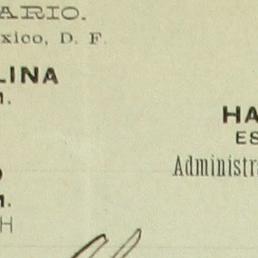 ARIO.
xico, D. F.
LINA
M.
HA
ES
Administra
O
M.
H